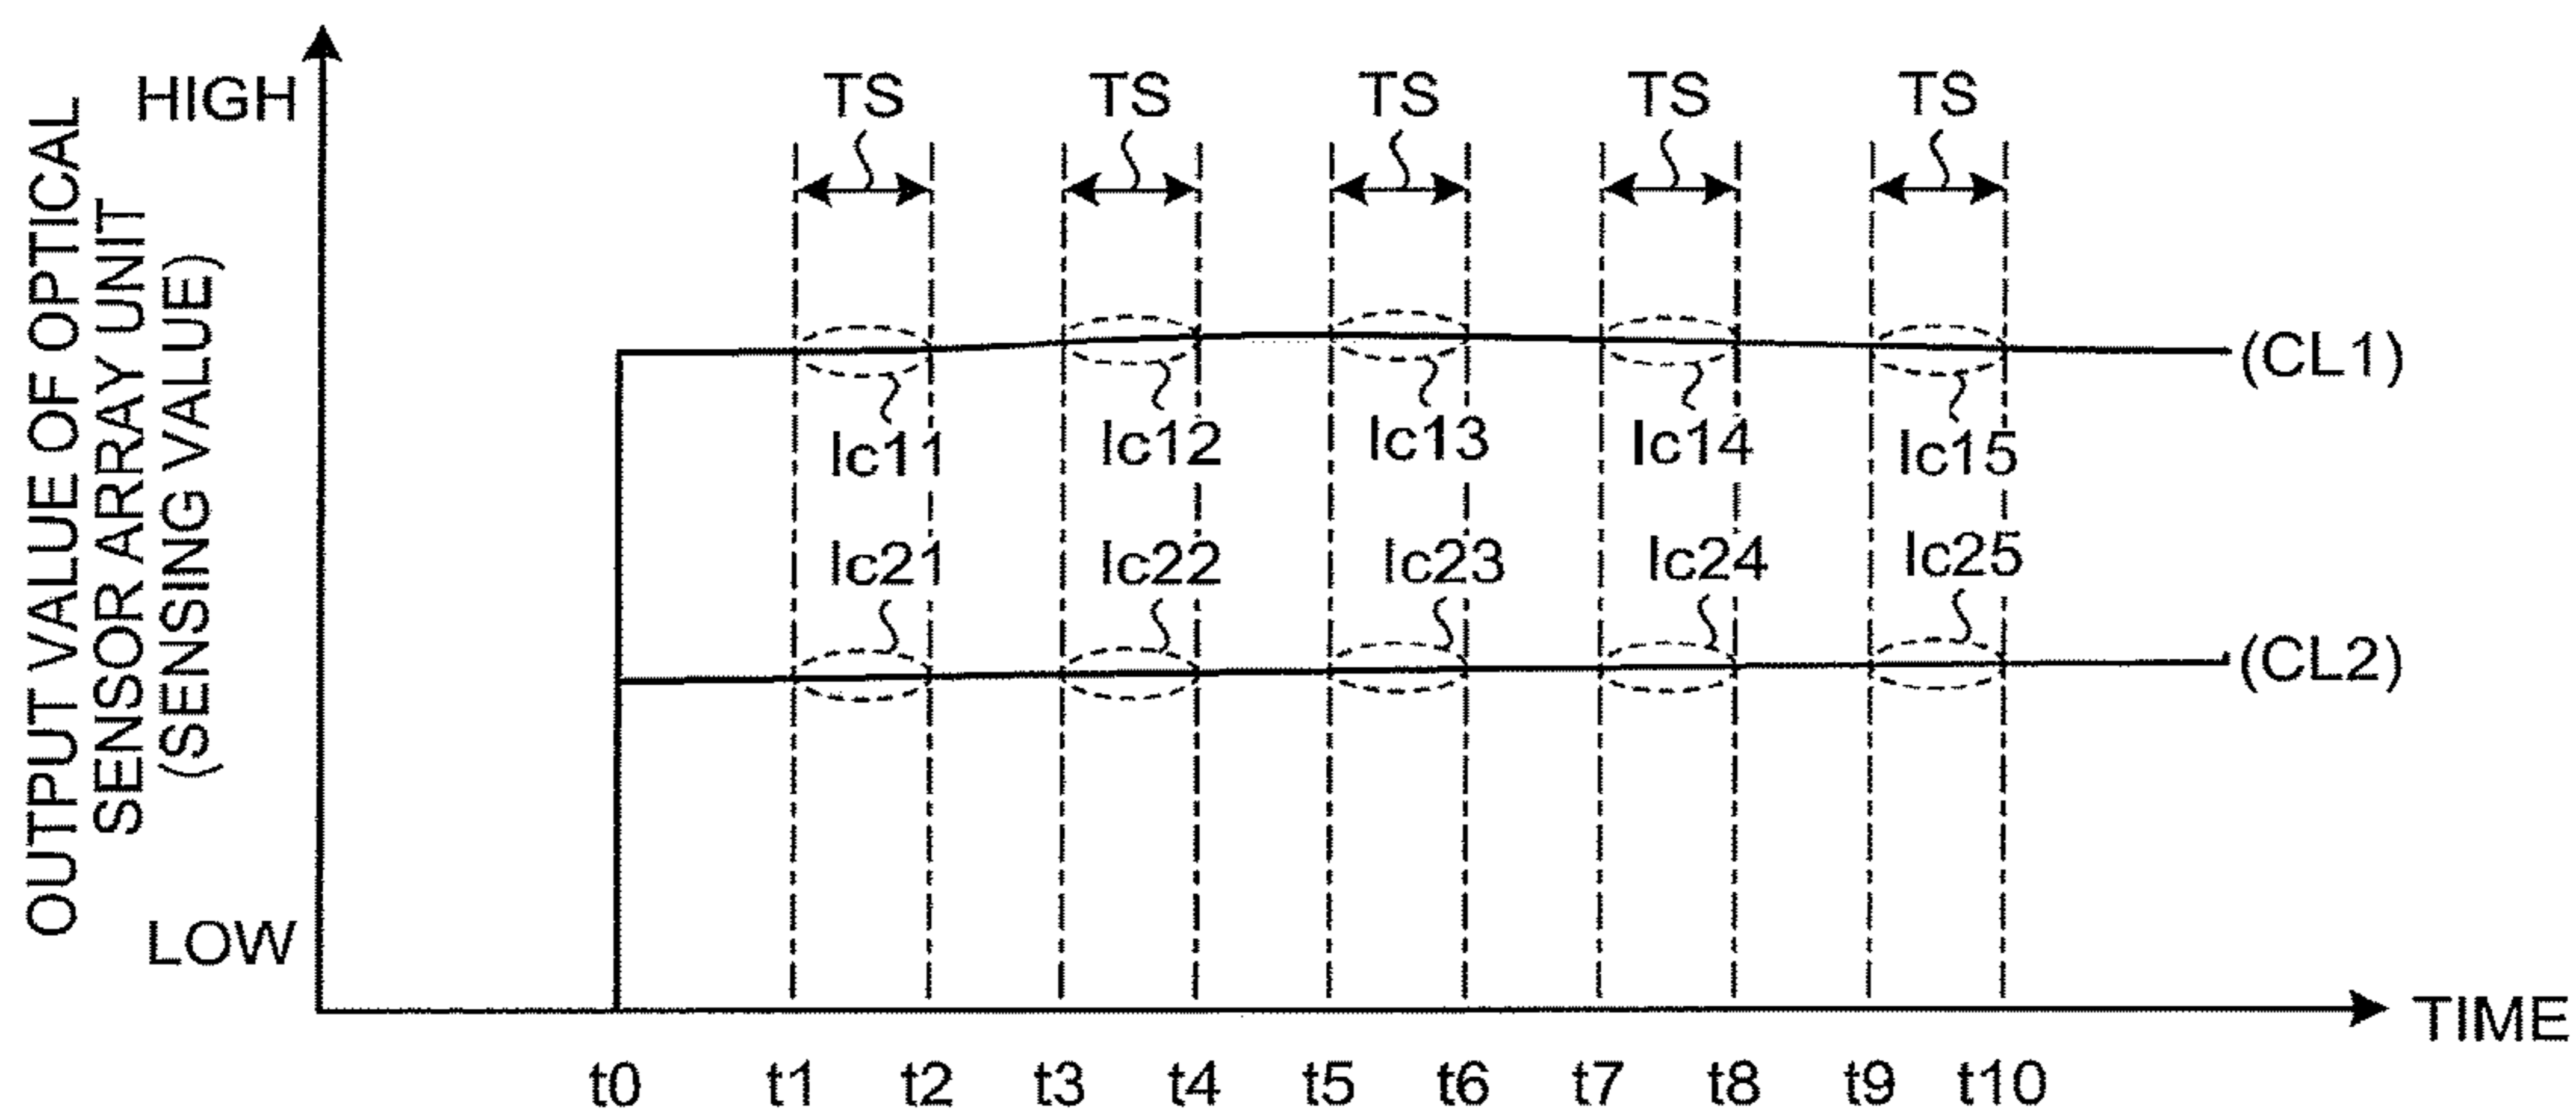 OUTPUT VALUE OF OPTICAL
SENSOR ARRAY UNIT
(SENSING VALUE)
HIGH
LOW
TS TS TS TS TS
Ic11 Ic12 Ic13 Ic14 Ic15
(CL1)
Ic21 Ic22 Ic23 Ic24 Ic25
(CL2)
TIME
t0 t1 t2 t3 t4 t5 t6 t7 t8 t9 t10